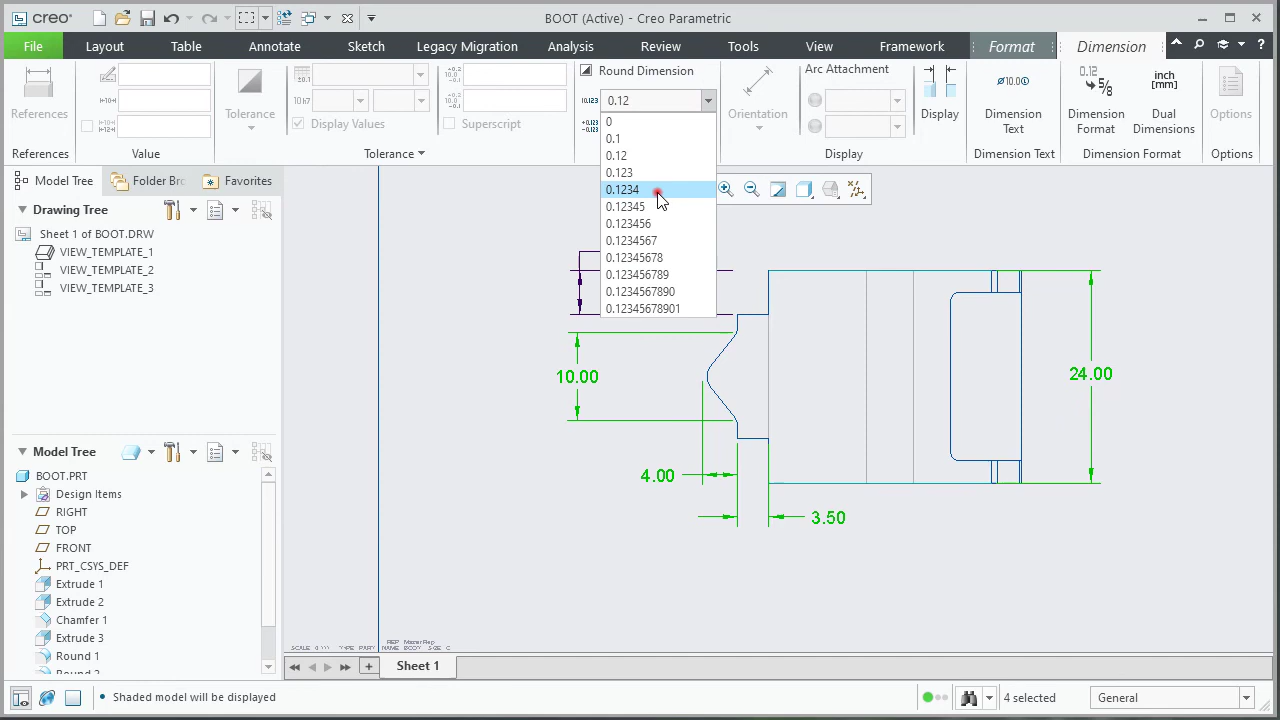 creo
BOOT (Active) - Creo Parametric
File
Layout
Table
Annotate
Sketch
Legacy Migration
Analysis
Review
Tools
View
Framework
Format
Dimension
References
References
Value
Tolerance
10h7
Display Values
Superscript
Tolerance
Round Dimension
0.12
0
0.1
0.12
0.123
0.1234
0.12345
0.123456
0.1234567
0.12345678
0.123456789
0.1234567890
0.12345678901
Orientation
Arc Attachment
Display
Display
Dimension
Text
Dimension Text
Dimension
Format
inch
[mm]
Dual
Dimensions
Dimension Format
Options
Options
Model Tree
Folder Brc
Favorites
Drawing Tree
Sheet 1 of BOOT.DRW
VIEW_TEMPLATE_1
VIEW_TEMPLATE_2
VIEW_TEMPLATE_3
Model Tree
BOOT.PRT
Design Items
RIGHT
TOP
FRONT
PRT_CSYS_DEF
Extrude 1
Extrude 2
Chamfer 1
Extrude 3
Round 1
10.00
24.00
4.00
3.50
Sheet 1
Shaded model will be displayed
4 selected
General